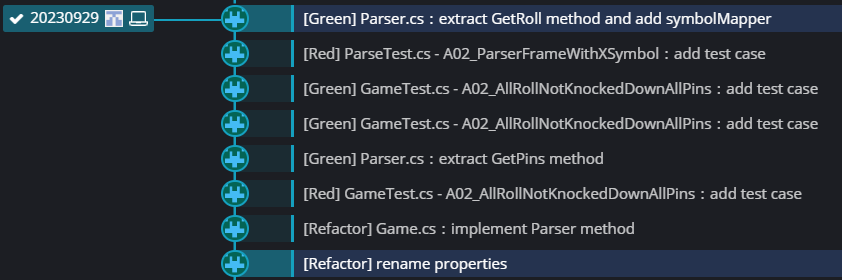 20230929
[Green] Parser.cs : extract GetRoll method and add symbolMapper
[Red] ParseTest.cs - A02_ParserFrameWithXSymbol : add test case
[Green] GameTest.cs - A02_AllRollNotKnockedDownAllPins : add test case
[Green] GameTest.cs - A02_AllRollNotKnockedDownAllPins : add test case
[Green] Parser.cs : extract GetPins method
[Red] GameTest.cs - A02_AllRollNotKnockedDownAllPins : add test case
[Refactor] Game.cs : implement Parser method
[Refactor] rename properties